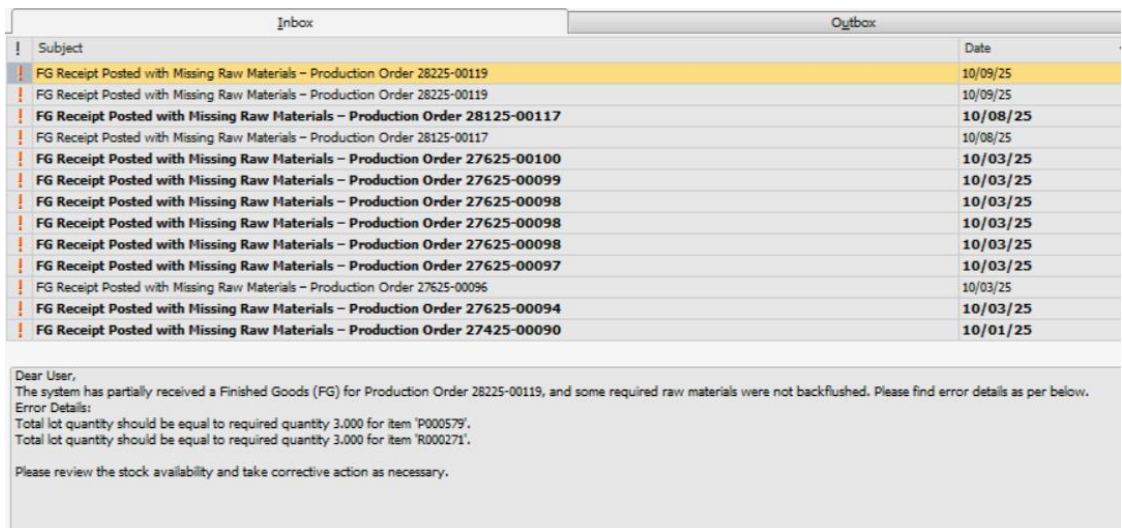 Inbox Outbox
! Subject Date
! FG Receipt Posted with Missing Raw Materials – Production Order 28225-00119 10/09/25
! FG Receipt Posted with Missing Raw Materials – Production Order 28225-00119 10/09/25
! FG Receipt Posted with Missing Raw Materials – Production Order 28125-00117 10/08/25
! FG Receipt Posted with Missing Raw Materials – Production Order 28125-00117 10/08/25
! FG Receipt Posted with Missing Raw Materials – Production Order 27625-00100 10/03/25
! FG Receipt Posted with Missing Raw Materials – Production Order 27625-00099 10/03/25
! FG Receipt Posted with Missing Raw Materials – Production Order 27625-00098 10/03/25
! FG Receipt Posted with Missing Raw Materials – Production Order 27625-00098 10/03/25
! FG Receipt Posted with Missing Raw Materials – Production Order 27625-00098 10/03/25
! FG Receipt Posted with Missing Raw Materials – Production Order 27625-00097 10/03/25
! FG Receipt Posted with Missing Raw Materials – Production Order 27625-00096 10/03/25
! FG Receipt Posted with Missing Raw Materials – Production Order 27625-00094 10/03/25
! FG Receipt Posted with Missing Raw Materials – Production Order 27425-00090 10/01/25
Dear User,
The system has partially received a Finished Goods (FG) for Production Order 28225-00119, and some required raw materials were not backflushed. Please find error details as per below.
Error Details:
Total lot quantity should be equal to required quantity 3.000 for item 'P000579'.
Total lot quantity should be equal to required quantity 3.000 for item 'R000271'.
Please review the stock availability and take corrective action as necessary.